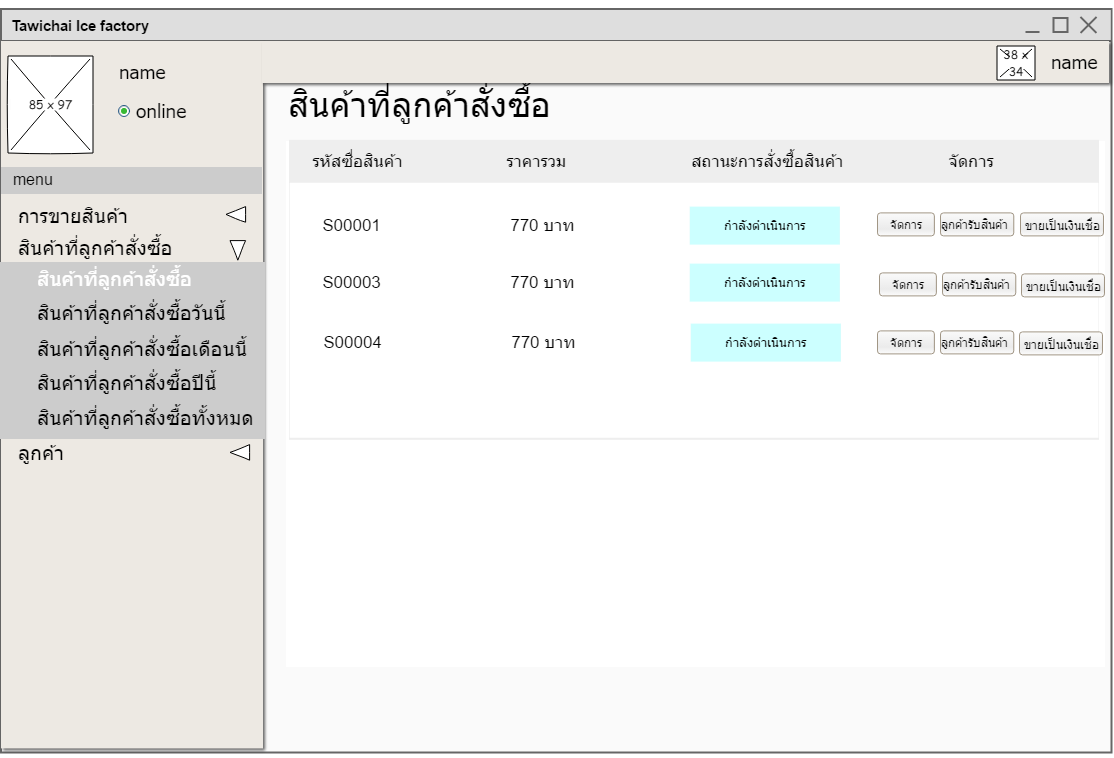 Tawichai Ice factory
38 x 34
name
85 x 97
name
online
menu
การขายสินค้า
สินค้าที่ลูกค้าสั่งซื้อ
สินค้าที่ลูกค้าสั่งซื้อ
สินค้าที่ลูกค้าสั่งซื้อวันนี้
สินค้าที่ลูกค้าสั่งซื้อเดือนนี้
สินค้าที่ลูกค้าสั่งซื้อปีนี้
สินค้าที่ลูกค้าสั่งซื้อทั้งหมด
ลูกค้า
สินค้าที่ลูกค้าสั่งซื้อ
รหัสซื่อสินค้า ราคารวม สถานะการสั่งซื้อสินค้า จัดการ
S00001 770 บาท กำลังดำเนินการ จัดการ ลูกค้ารับสินค้า ขายเป็นเงินเชื่อ
S00003 770 บาท กำลังดำเนินการ จัดการ ลูกค้ารับสินค้า ขายเป็นเงินเชื่อ
S00004 770 บาท กำลังดำเนินการ จัดการ ลูกค้ารับสินค้า ขายเป็นเงินเชื่อ